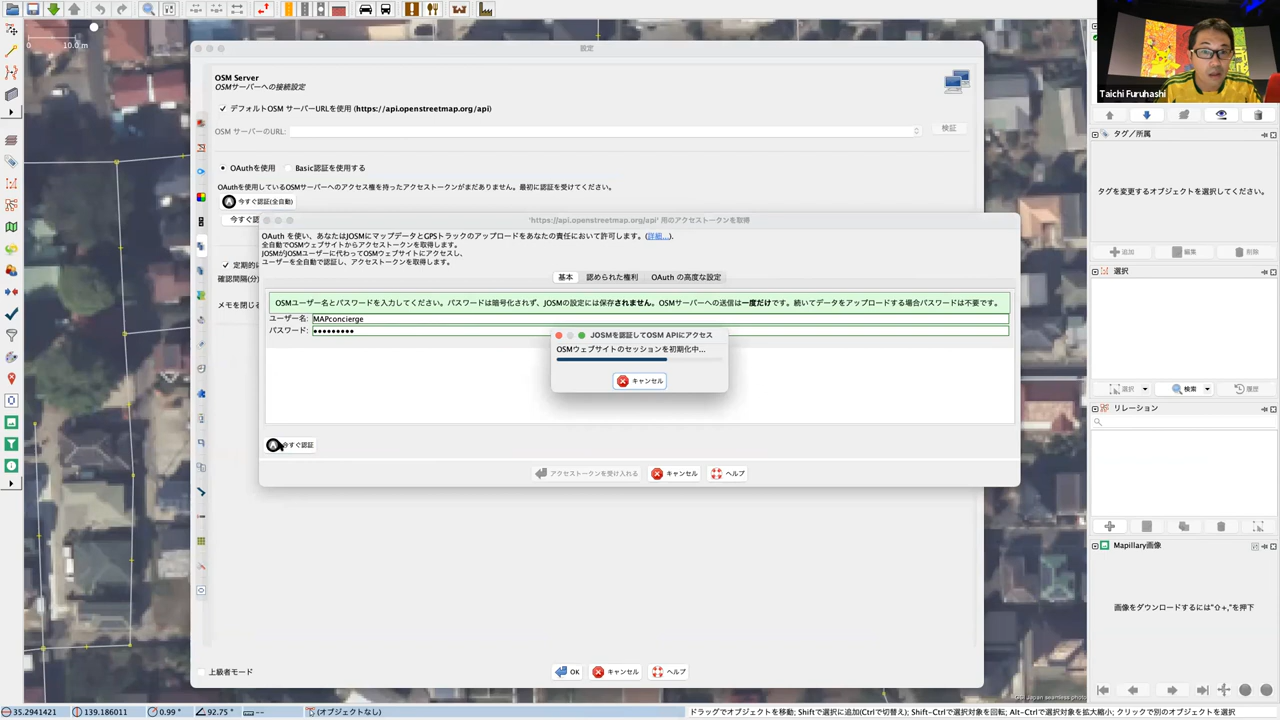 0
10.0 m
設定
Taichi Furuhashi
OSM Server
OSMサーバーへの接続設定
✓ デフォルトOSM サーバーURLを使用 (https://api.openstreetmap.org/api)
OSM サーバーのURL:
検証
OAuthを使用
Basic認証を使用する
OAuthを使用しているOSMサーバーへのアクセス権を持ったアクセストークンがまだありません。最初に認証を受けてください。
今すぐ認証(全自動)
今すぐ認
✓ 定期的に
確認間隔(分)
メモを閉じる
'https://api.openstreetmap.org/api' 用のアクセストークンを取得
OAuth を使い、あなたはJOSMにマップデータとGPSトラックのアップロードをあなたの責任において許可します。(詳細...).
全自動でOSMウェブサイトからアクセストークンを取得します。
JOSMがJOSMユーザーに代わってOSMウェブサイトにアクセスし、
ユーザーを全自動で認証し、アクセストークンを取得します。
基本
認められた権利
OAuth の高度な設定
OSMユーザー名とパスワードを入力してください。パスワードは暗号化されず、JOSMの設定には保存されません。OSMサーバーへの送信は一度だけです。続いてデータをアップロードする場合パスワードは不要です。
ユーザー名: MAPconcierge
パスワード: •••••••••
JOSMを認証してOSM APIにアクセス
OSMウェブサイトのセッションを初期化中...
キャンセル
今すぐ認証
アクセストークンを受け入れる
キャンセル
ヘルプ
上級者モード
OK
キャンセル
ヘルプ
タグ／所属
タグを変更するオブジェクトを選択してください。
追加
編集
削除
選択
選択
検索
履歴
リレーション
Mapillary画像
画像をダウンロードするには"⇧+,"を押下
GSI Japan seamless photo
35.2941421
139.186011
0.99 °
92.75 °
--
(オブジェクトなし)
ドラッグでオブジェクトを移動; Shiftで選択に追加(Ctrlで切替え); Shift-Ctrlで選択対象を回転; Alt-Ctrlで選択対象を拡大縮小; クリックで別のオブジェクトを選択